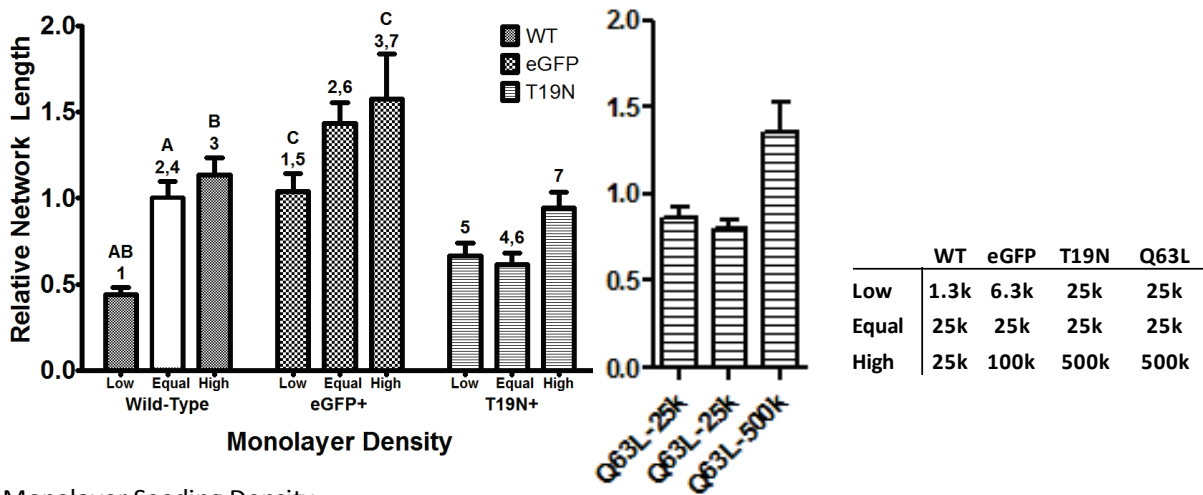 2.0
1.5
1.0
0.5
0.0
Relative Network Length
AB
1
A
2,4
B
3
C
1,5
2,6
C
3,7
5
4,6
7
WT
eGFP
T19N
Low Equal High
Wild-Type
Low Equal High
eGFP+
Low Equal High
T19N+
Monolayer Density
2.0
1.5
1.0
0.5
0.0
Q63L-25k
Q63L-25k
Q63L-500k
WT eGFP T19N Q63L
Low 1.3k 6.3k 25k 25k
Equal 25k 25k 25k 25k
High 25k 100k 500k 500k
Monolayer Seeding Density